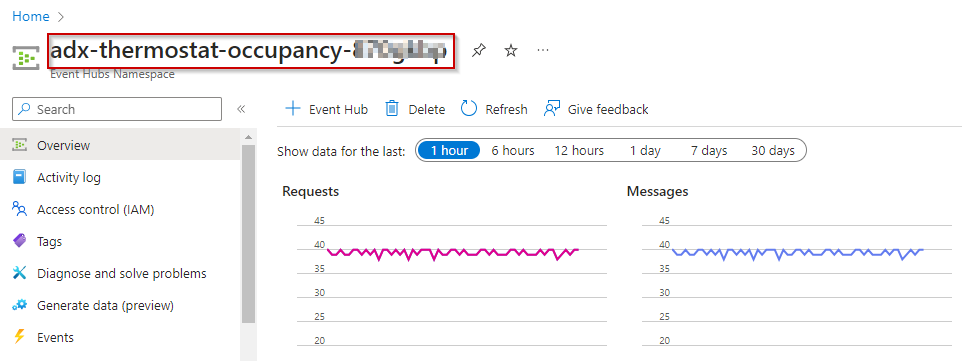 Home >
adx-thermostat-occupancy-
Event Hubs Namespace
Search
Overview
Activity log
Access control (IAM)
Tags
Diagnose and solve problems
Generate data (preview)
Events
+ Event Hub Delete Refresh Give feedback
Show data for the last: 1 hour 6 hours 12 hours 1 day 7 days 30 days
Requests
45
40
35
30
25
20
Messages
45
40
35
30
25
20